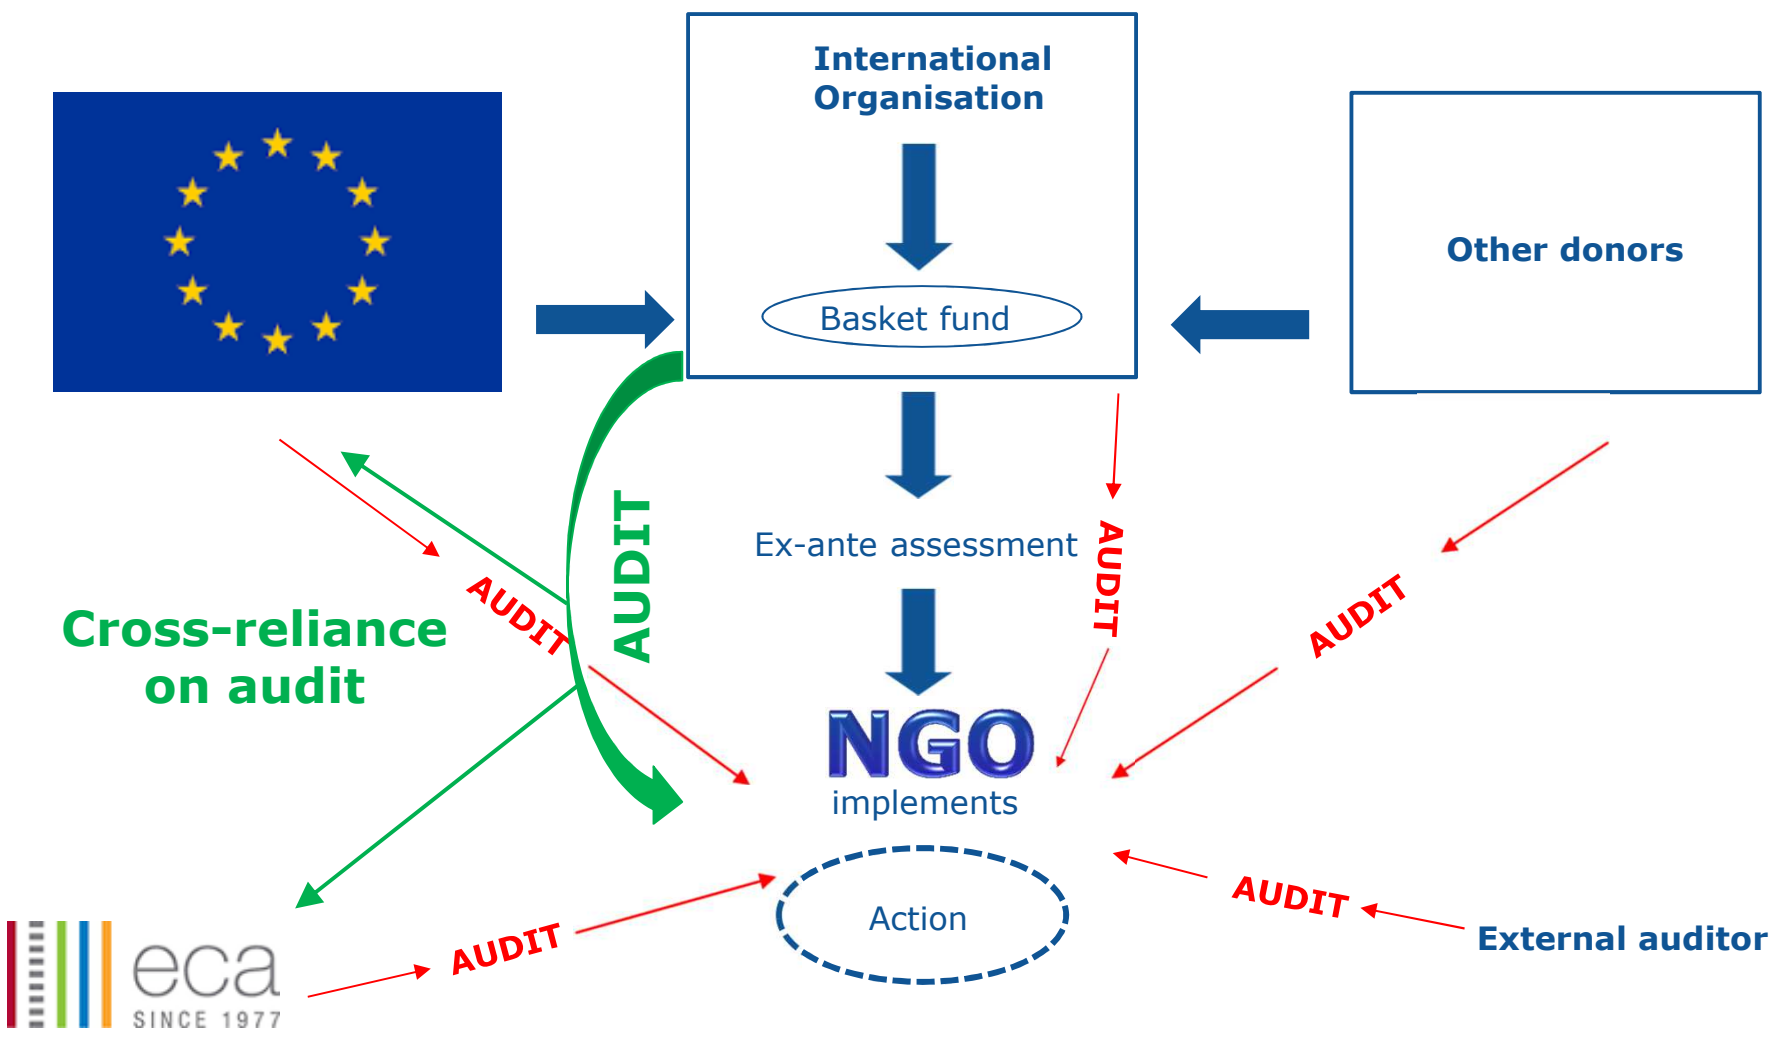 International
Organisation
Other donors
Basket fund
AUDIT
Ex-ante assessment
AUDIT
AUDIT
AUDIT
Cross-reliance
on audit
NGO
implements
AUDIT
Action
AUDIT
External auditor
eca
SINCE 1977